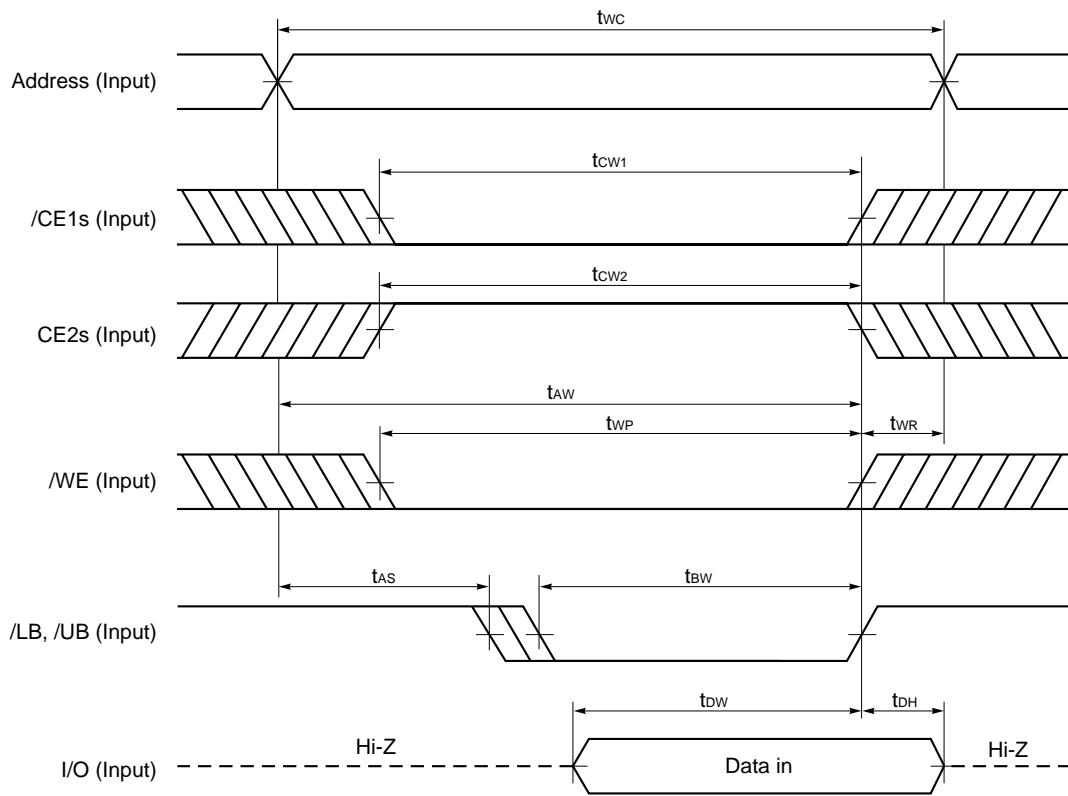 tWC
Address (Input)
tCW1
/CE1s (Input)
tCW2
CE2s (Input)
tAW
tWP
tWR
/WE (Input)
tAS
tBW
/LB, /UB (Input)
tDW
tDH
Hi-Z
Hi-Z
I/O (Input)
Data in